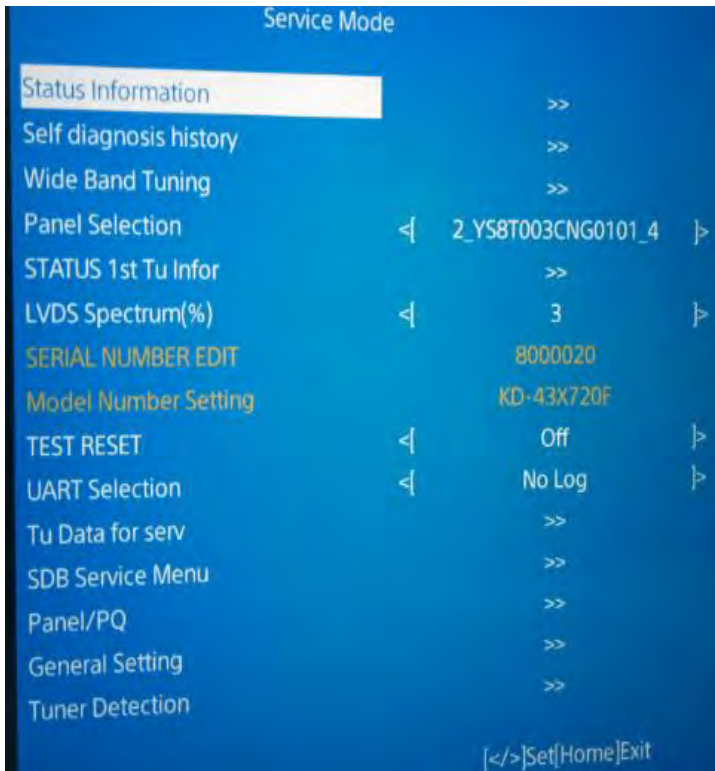 Service Mode
Status Information >>
Self diagnosis history >>
Wide Band Tuning >>
Panel Selection <[ 2_YS8T003CNG0101_4 ]>
STATUS 1st Tu Infor >>
LVDS Spectrum(%) <[ 3 ]>
SERIAL NUMBER EDIT 8000020
Model Number Setting KD-43X720F
TEST RESET <[ Off ]>
UART Selection <[ No Log ]>
Tu Data for serv >>
SDB Service Menu >>
Panel/PQ >>
General Setting >>
Tuner Detection >>
[</>]Set[Home]Exit